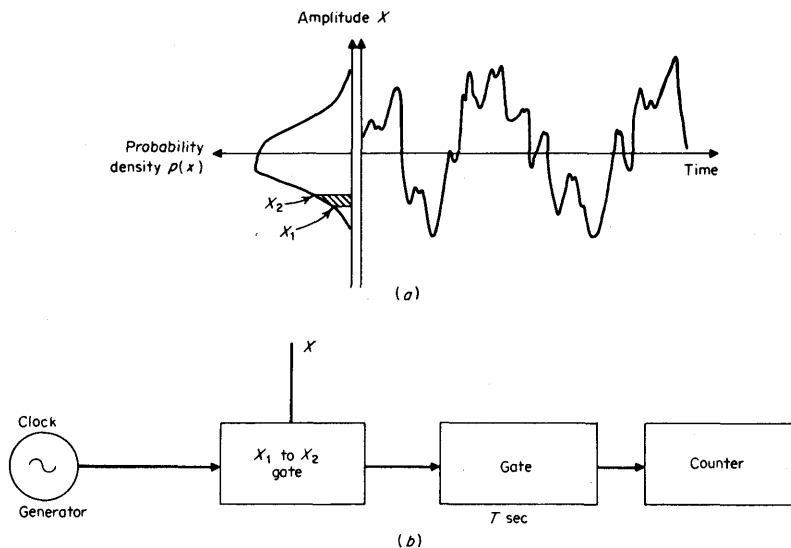 Amplitude X
Probability
density p(x)
Time
X₂
X₁
(a)
X
Clock
Generator
X₁ to X₂
gate
Gate
T sec
Counter
(b)